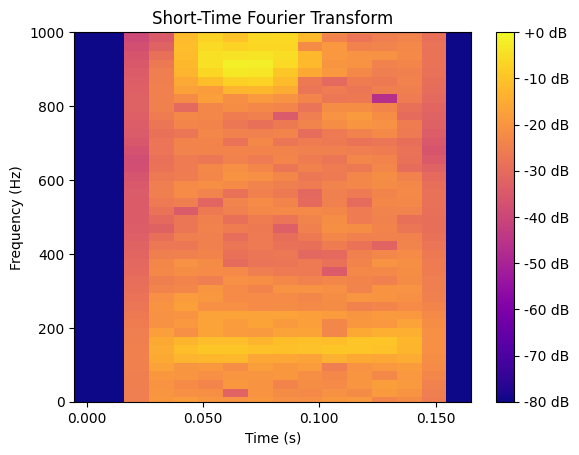 Short-Time Fourier Transform
1000
800
600
400
200
0
Frequency (Hz)
0.000
0.050
0.100
0.150
Time (s)
+0 dB
-10 dB
-20 dB
-30 dB
-40 dB
-50 dB
-60 dB
-70 dB
-80 dB